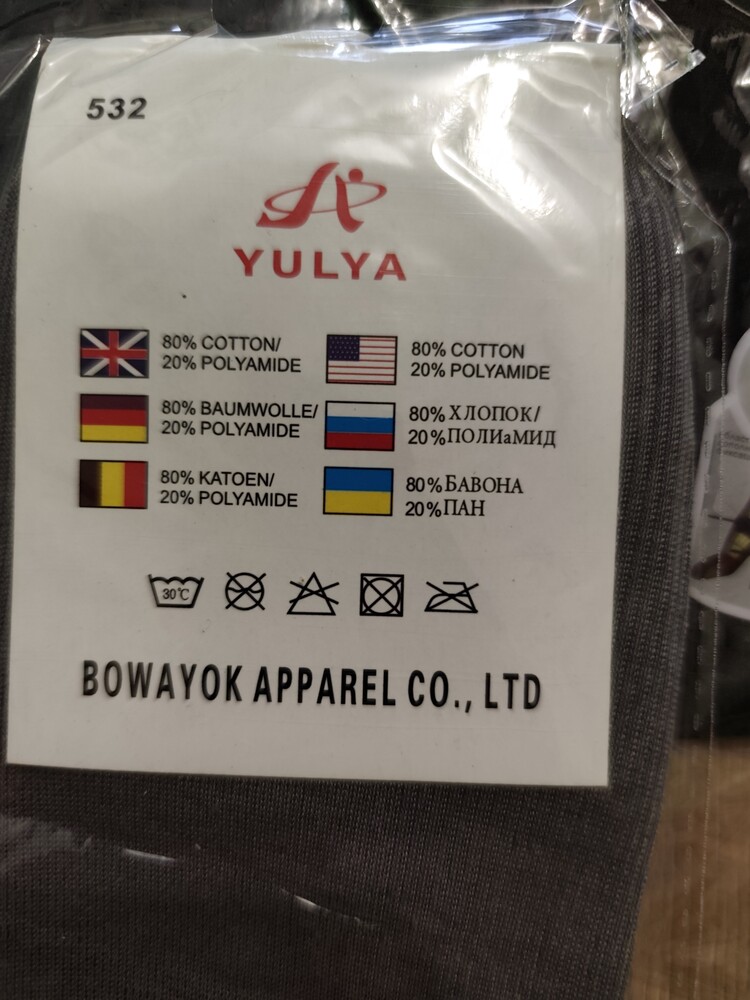 532
YULYA
80% COTTON/
20% POLYAMIDE
80% COTTON
20% POLYAMIDE
80% BAUMWOLLE/
20% POLYAMIDE
80% ХЛОПОК/
20% ПОЛИаМИД
80% KATOEN/
20% POLYAMIDE
80% БАВОНА
20% ПАН
30°C
BOWAYOK APPAREL CO., LTD